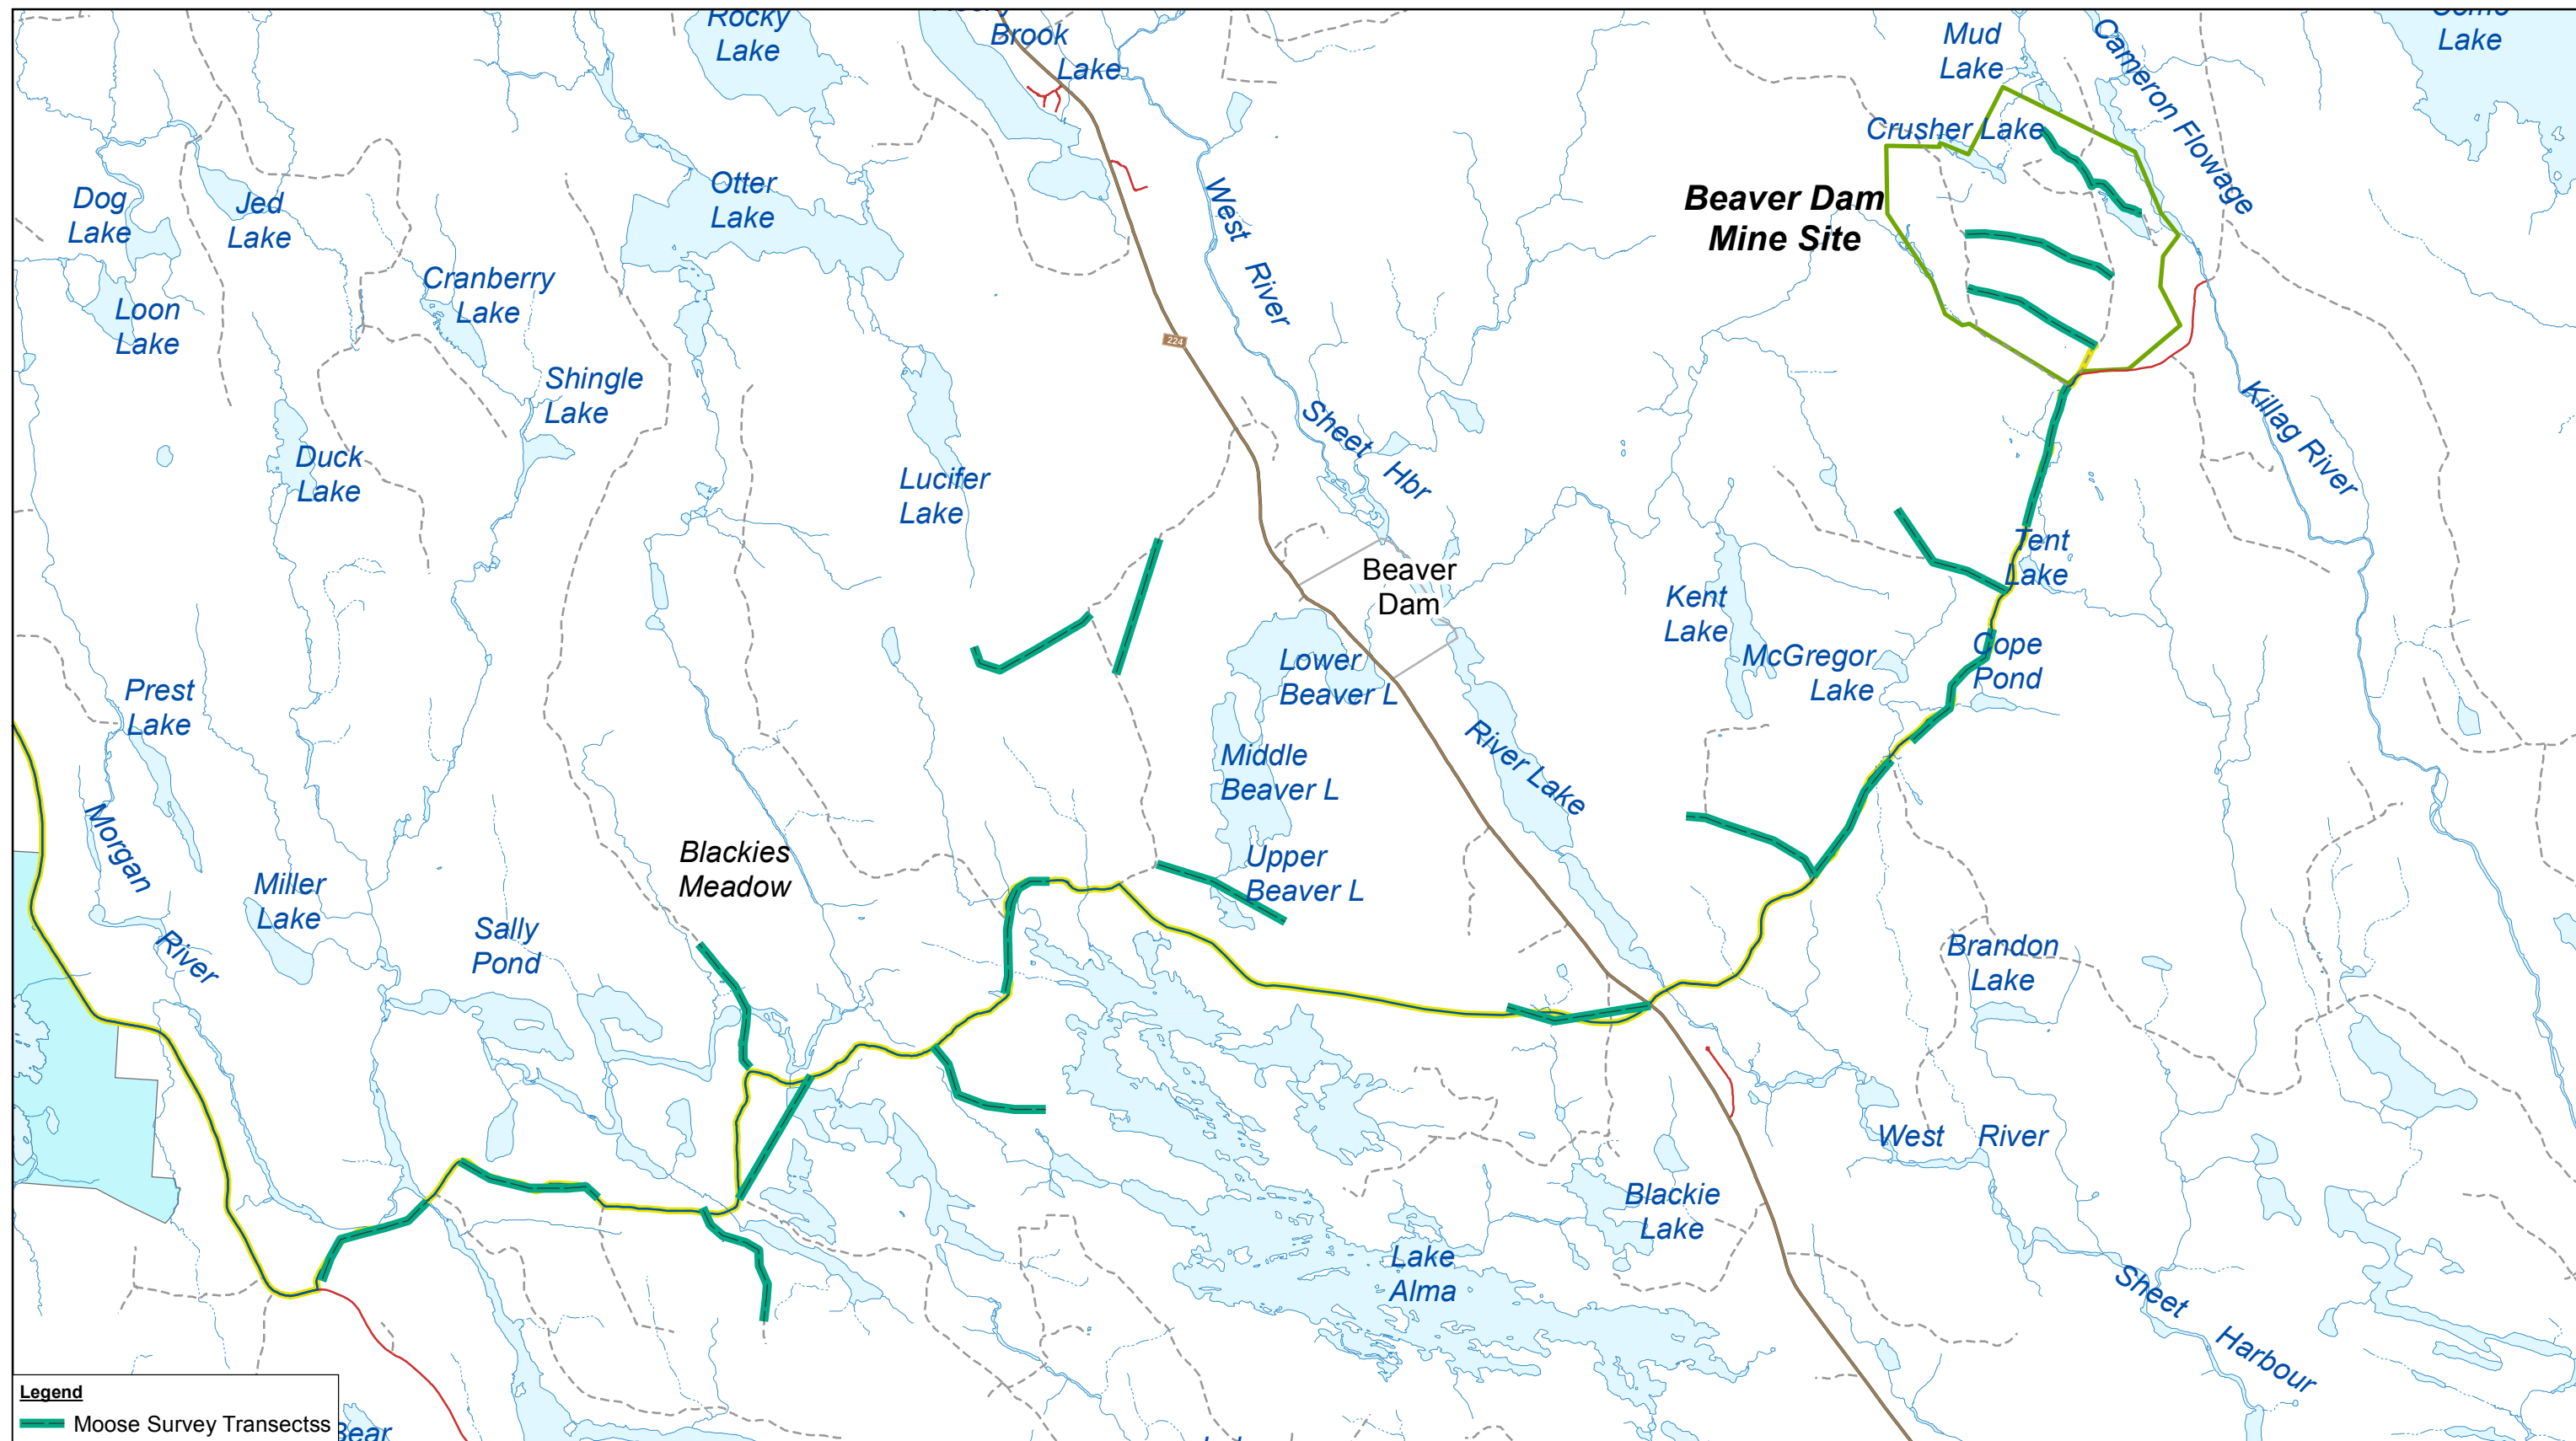 Rocky
Lake
Brook
Lake
Mud
Lake
Cameron Flowage
Lake
Crusher Lake
Dog
Lake
Jed
Lake
Otter
Lake
West River
Beaver Dam
Mine Site
Cranberry
Lake
Loon
Lake
224
Shingle
Lake
Killag River
Sheet Hbr
Duck
Lake
Lucifer
Lake
Tent
Lake
Beaver
Dam
Kent
Lake
Lower
Beaver L
McGregor
Lake
Cope
Pond
Prest
Lake
River Lake
Middle
Beaver L
Morgan River
Blackies
Meadow
Upper
Beaver L
Miller
Lake
Sally
Pond
Brandon
Lake
West River
Blackie
Lake
Lake
Alma
Sheet Harbour
Legend
Moose Survey Transectss
Bear